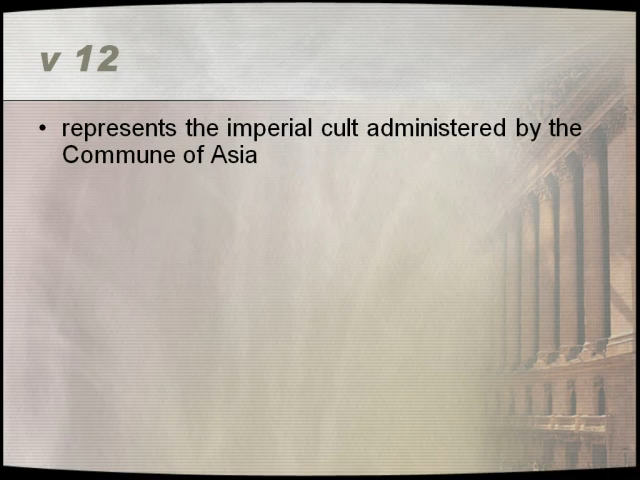 v 12
• represents the imperial cult administered by the
Commune of Asia